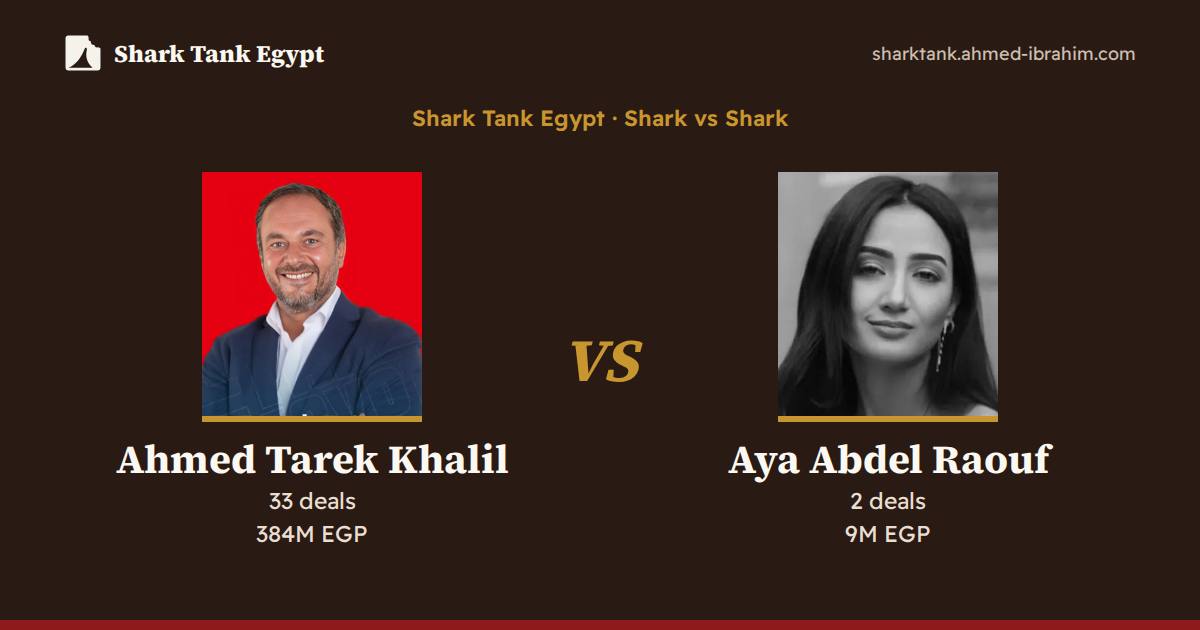 Shark Tank Egypt
sharktank.ahmed-ibrahim.com
Shark Tank Egypt · Shark vs Shark
VS
Ahmed Tarek Khalil
33 deals
384M EGP
Aya Abdel Raouf
2 deals
9M EGP